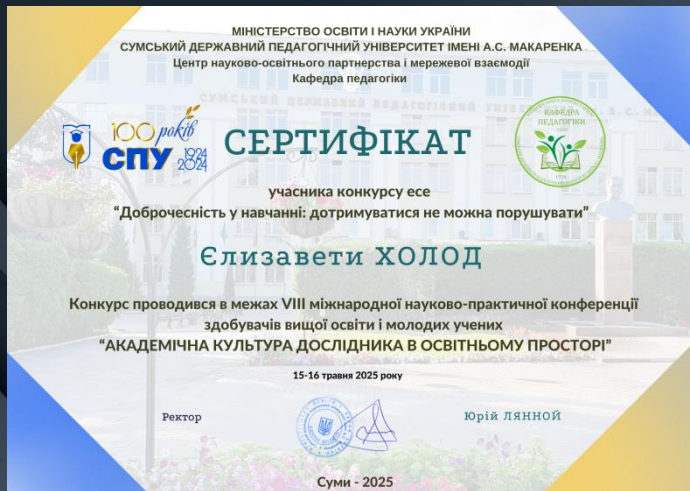 МІНІСТЕРСТВО ОСВІТИ І НАУКИ УКРАЇНИ
СУМСЬКИЙ ДЕРЖАВНИЙ ПЕДАГОГІЧНИЙ УНІВЕРСИТЕТ ІМЕНІ А.С. МАКАРЕНКА
Центр науково-освітнього партнерства і мережевої взаємодії
Кафедра педагогіки
100 років
СПУ 1924 2024
СЕРТИФІКАТ
КАФЕДРА
ПЕДАГОГІКИ
учасника конкурсу есе
“Доброчесність у навчанні: дотримуватися не можна порушувати”
Єлизавети ХОЛОД
Конкурс проводився в межах VIII міжнародної науково-практичної конференції
здобувачів вищої освіти і молодих учених
“АКАДЕМІЧНА КУЛЬТУРА ДОСЛІДНИКА В ОСВІТНЬОМУ ПРОСТОРІ”
15-16 травня 2025 року
Ректор
Юрій ЛЯННОЙ
Суми - 2025